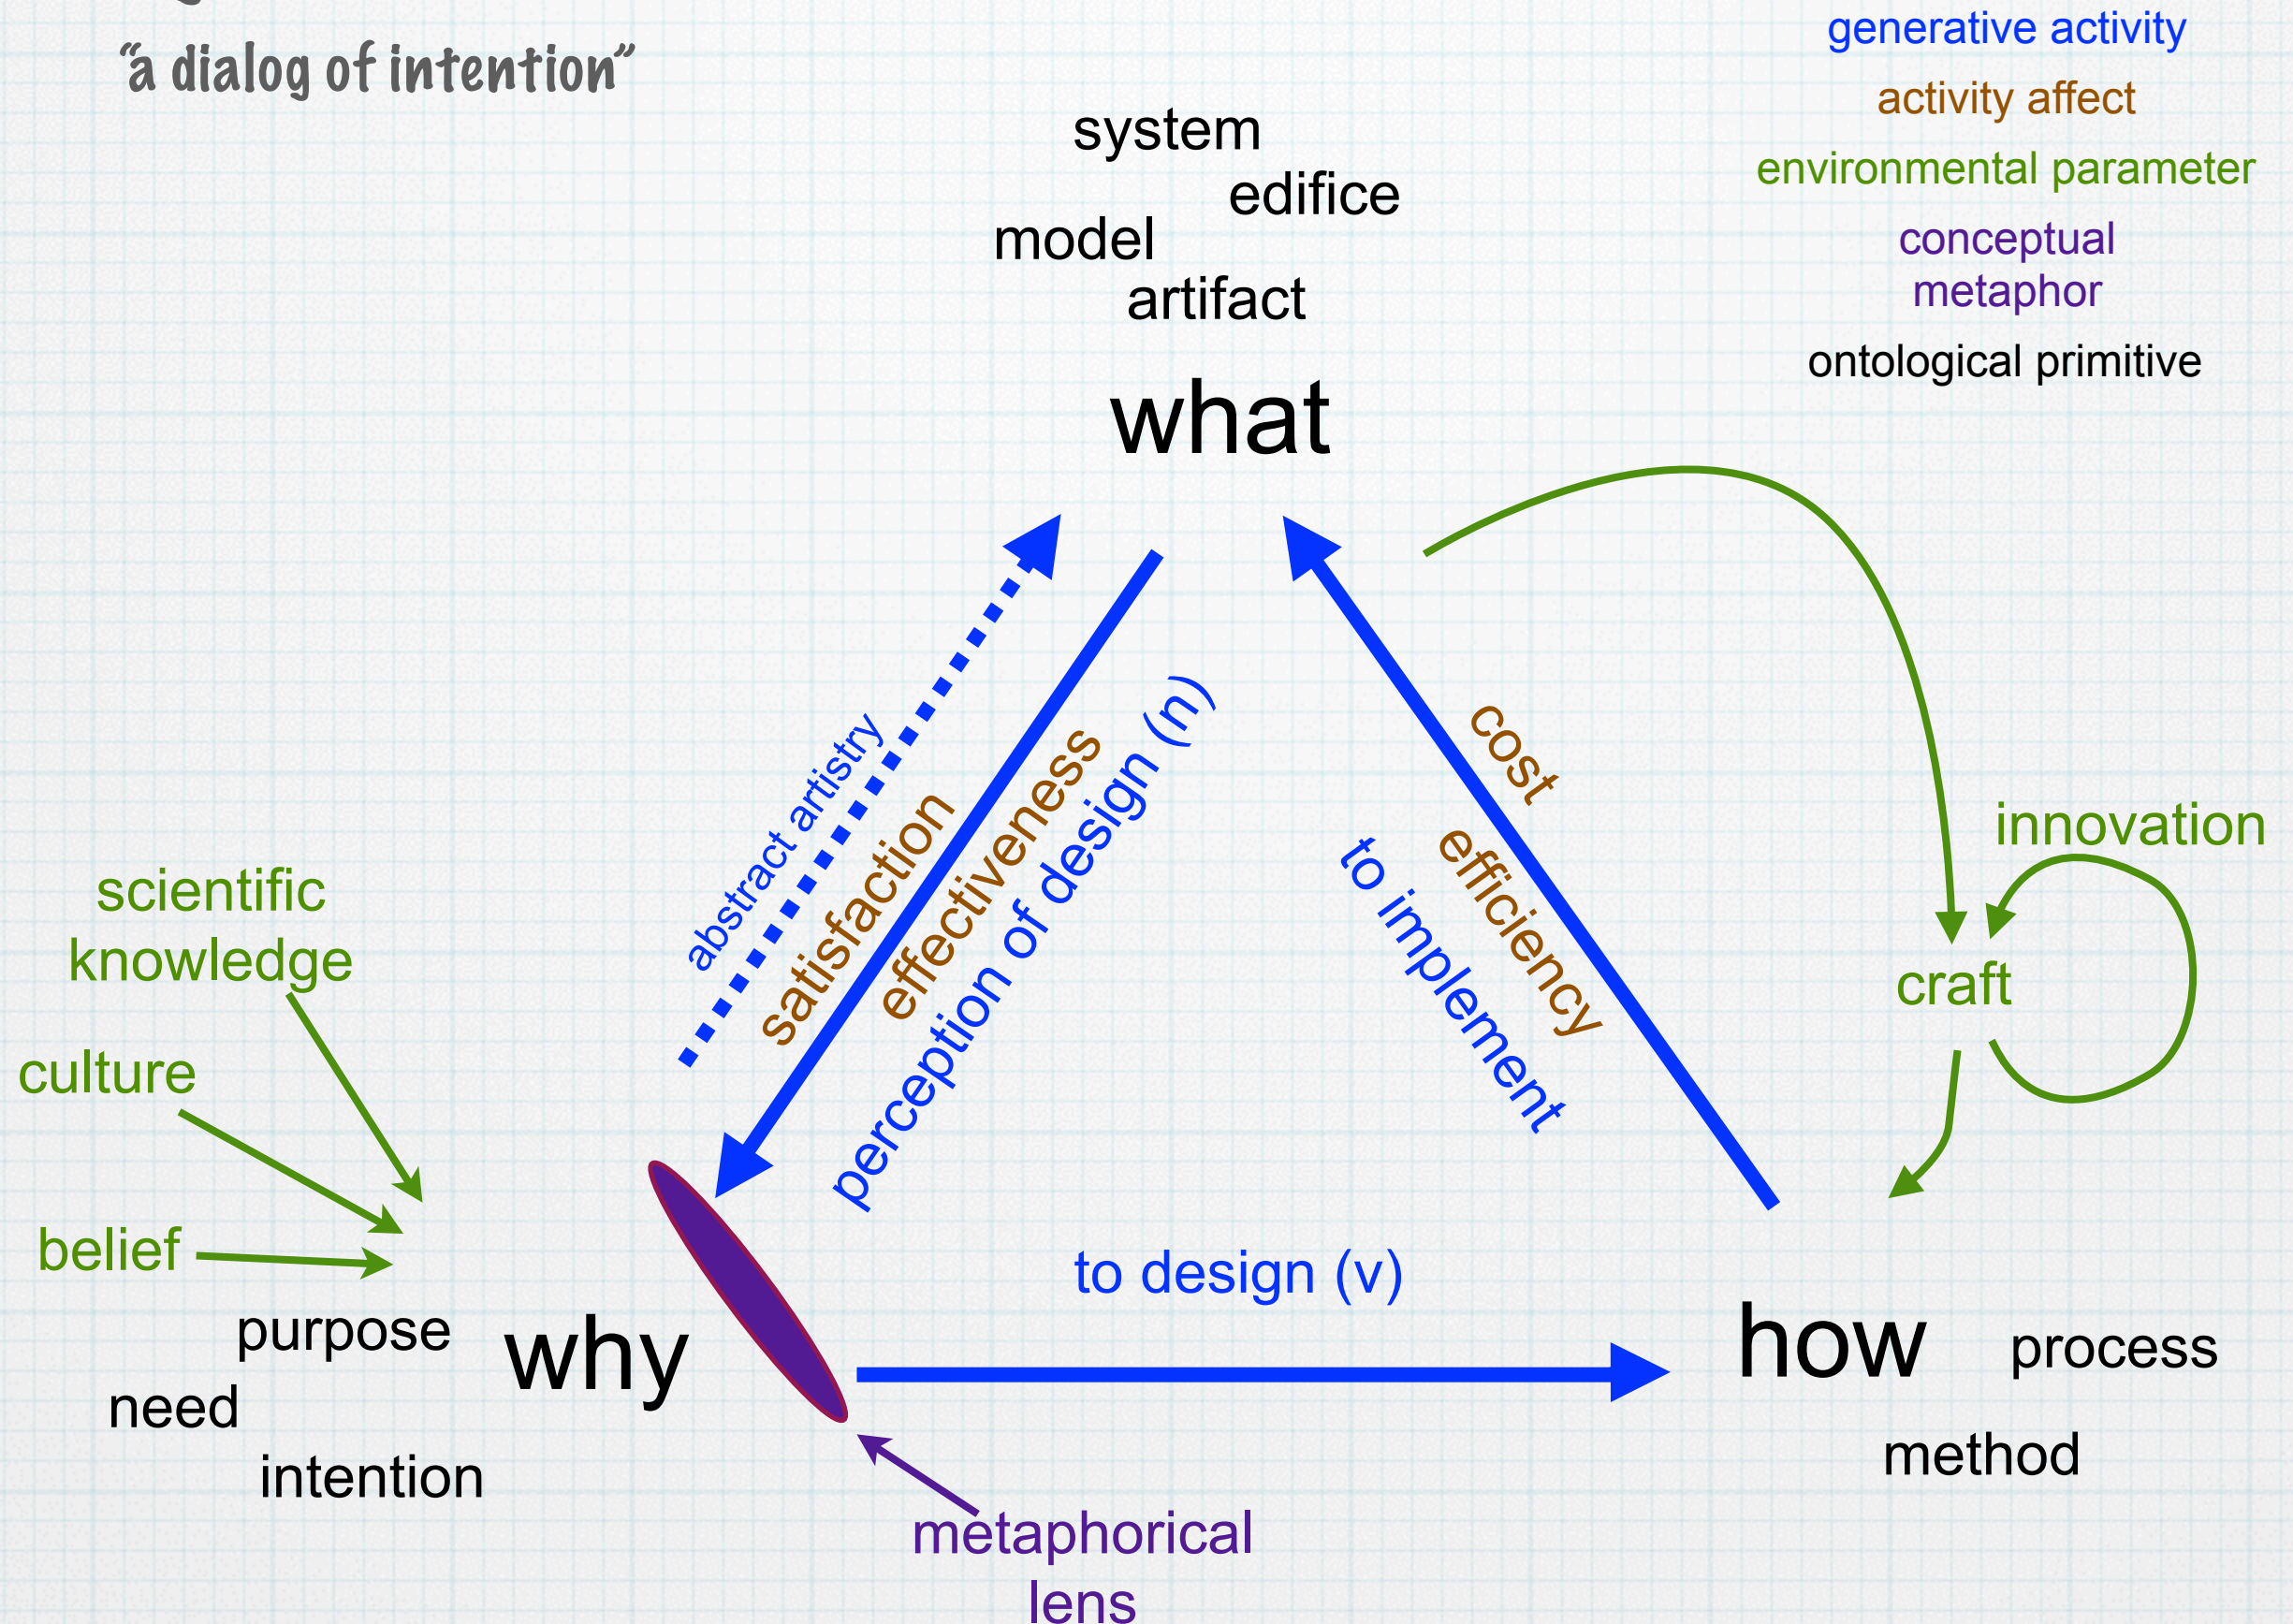 “a dialog of intention”
generative activity
activity affect
environmental parameter
conceptual
metaphor
ontological primitive
system
edifice
model
artifact
what
abstract artistry
satisfaction
effectiveness
perception of design (n)
cost
efficiency
to implement
innovation
craft
scientific
knowledge
culture
belief
purpose
need
intention
why
to design (v)
how
process
method
metaphorical
lens